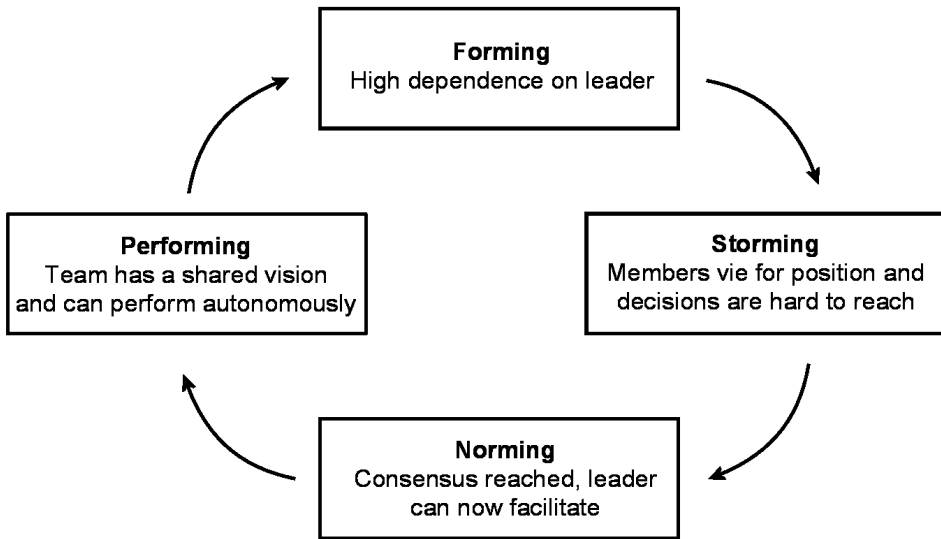 Forming
High dependence on leader
Storming
Members vie for position and
decisions are hard to reach
Norming
Consensus reached, leader
can now facilitate
Performing
Team has a shared vision
and can perform autonomously